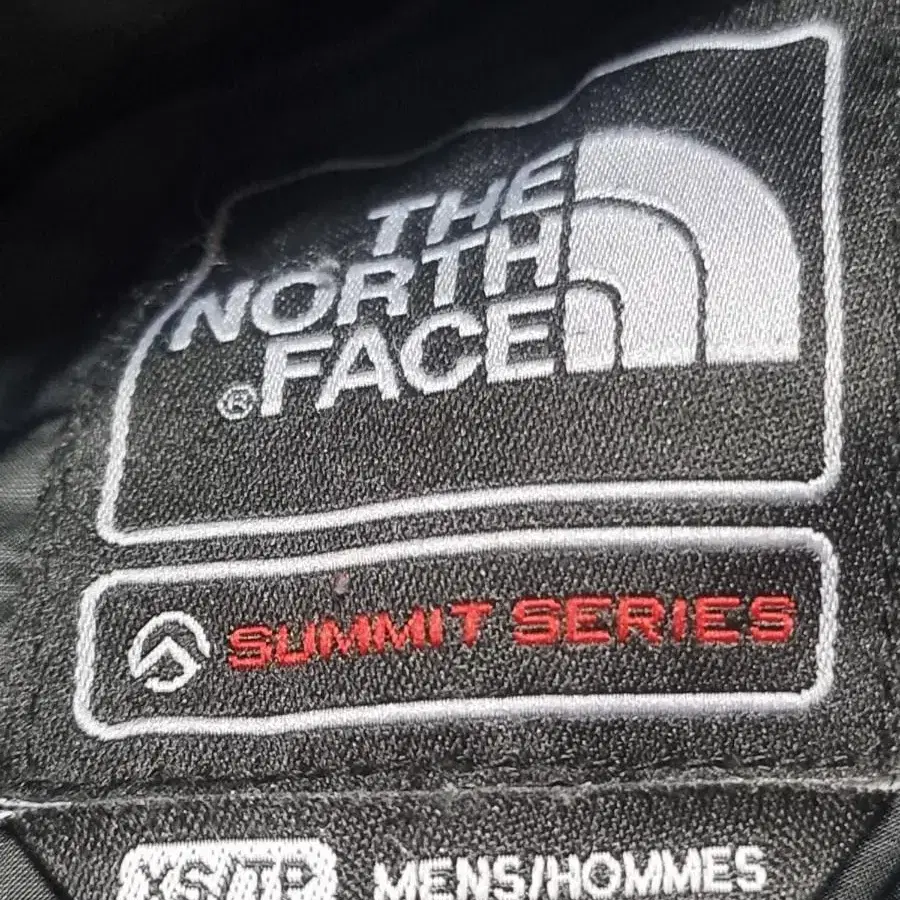 THE
NORTH
FACE
®
SUMMIT SERIES
XS/TP MENS/HOMMES